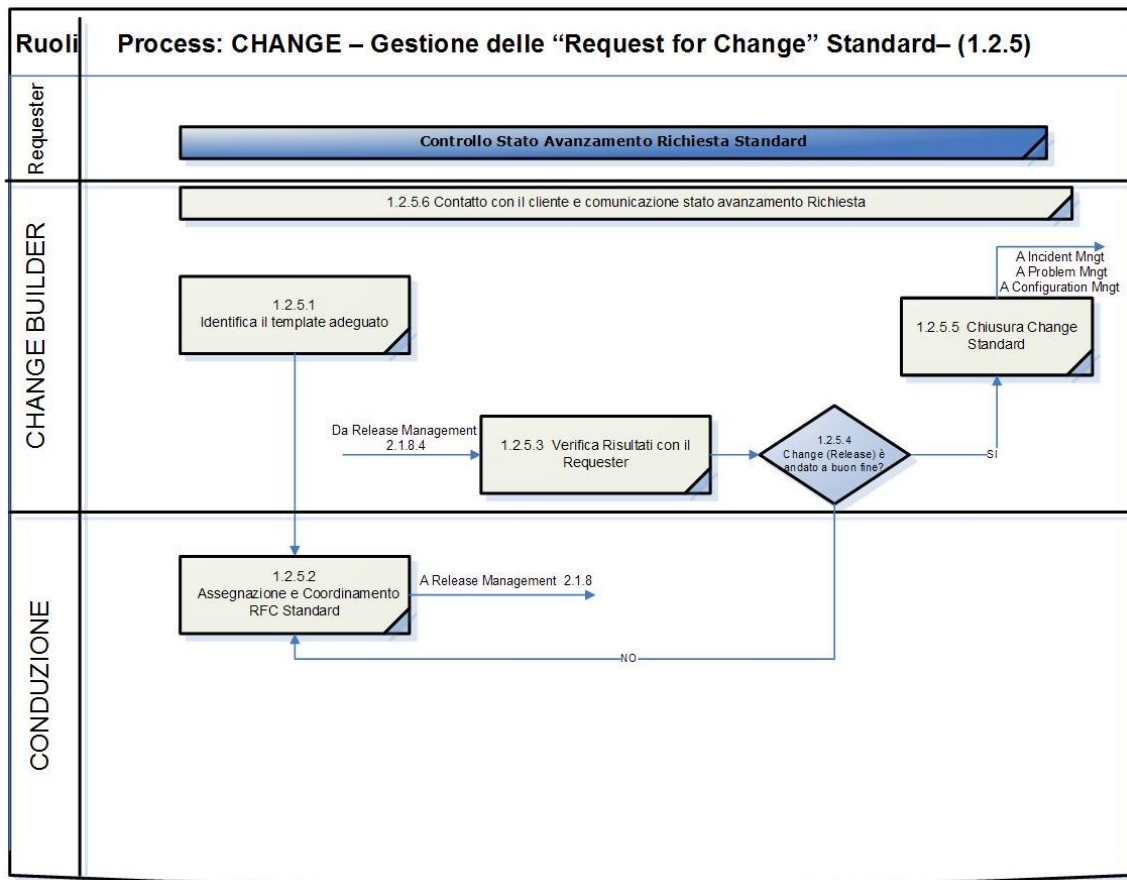 Ruoli
Process: CHANGE – Gestione delle “Request for Change” Standard– (1.2.5)
Requester
Controllo Stato Avanzamento Richiesta Standard
CHANGE BUILDER
1.2.5.6 Contatto con il cliente e comunicazione stato avanzamento Richiesta
A Incident Mngt
A Problem Mngt
A Configuration Mngt
1.2.5.1
Identifica il template adeguato
1.2.5.5 Chiusura Change
Standard
Da Release Management
2.1.8.4
1.2.5.3 Verifica Risultati con il
Requester
1.2.5.4
Change (Release) è
andato a buon fine?
SI
CONDUZIONE
1.2.5.2
Assegnazione e Coordinamento
RFC Standard
A Release Management 2.1.8
NO